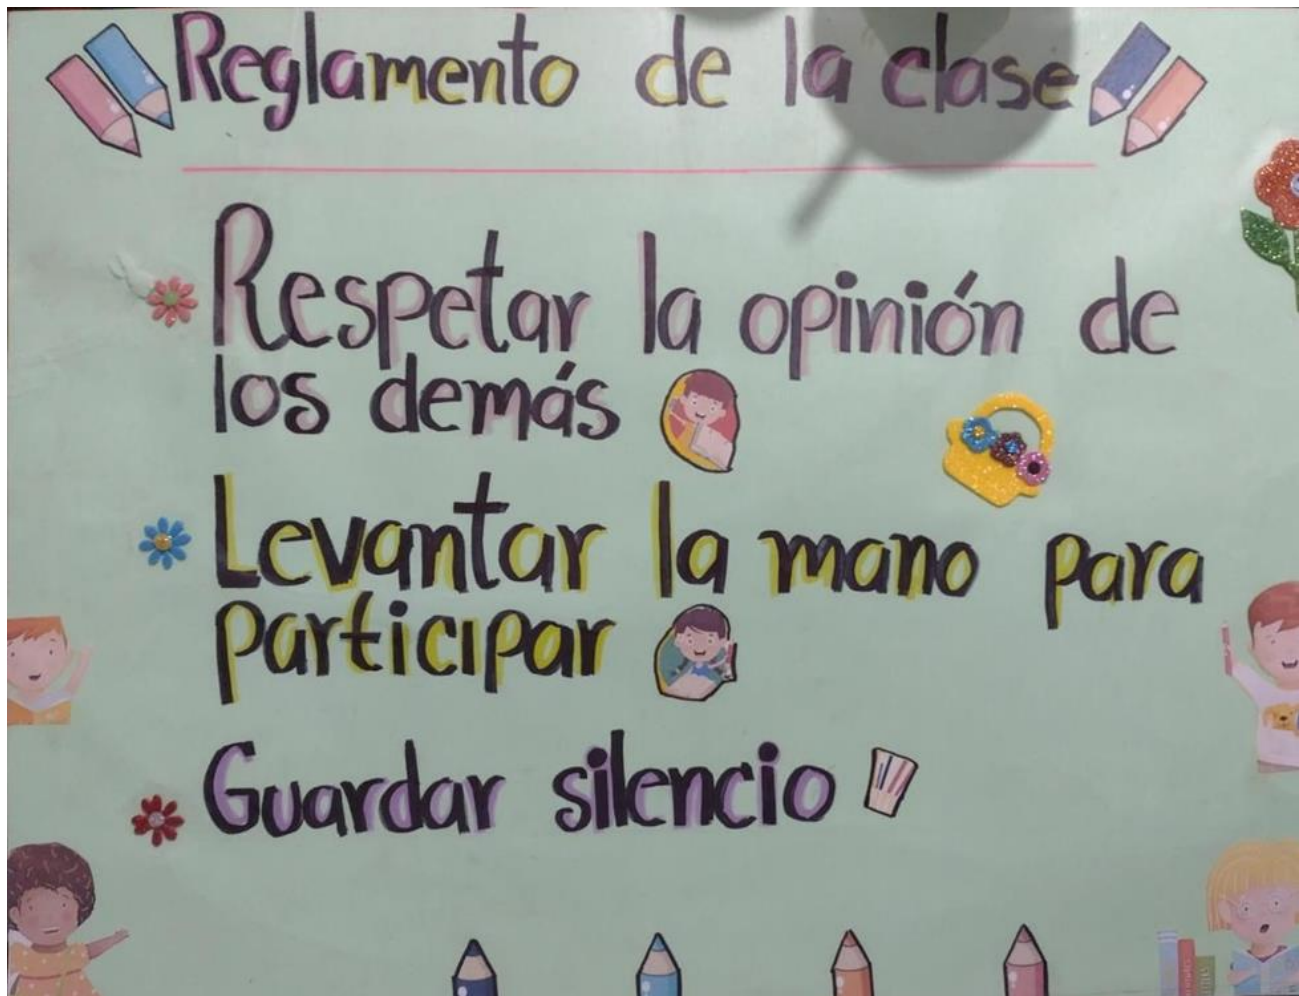 Reglamento de la clase
Respetar la opinión de
los demás
Levantar la mano para
participar
Guardar silencio